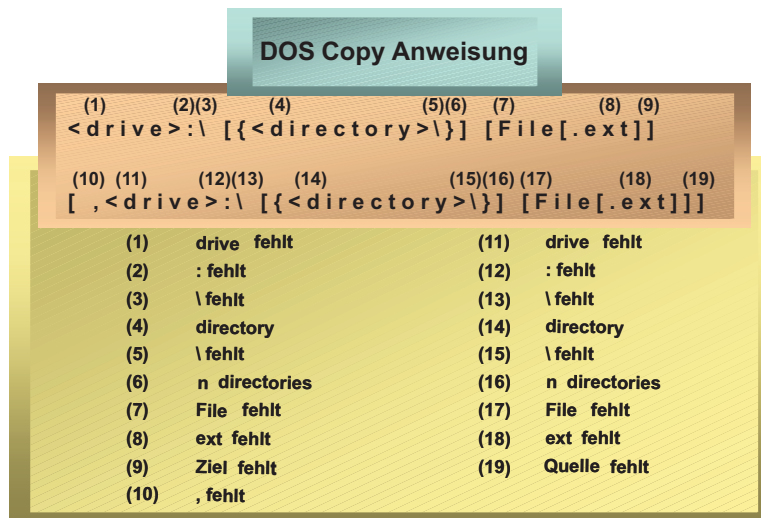 DOS Copy Anweisung
(1) (2)(3) (4) (5)(6) (7) (8) (9)
<drive>:\ [{<directory>\}] [File[.ext]]
(10) (11) (12)(13) (14) (15)(16) (17) (18) (19)
[ ,<drive>:\ [{<directory>\}] [File[.ext]]]
(1) drive fehlt (11) drive fehlt
(2) : fehlt (12) : fehlt
(3) \ fehlt (13) \ fehlt
(4) directory (14) directory
(5) \ fehlt (15) \ fehlt
(6) n directories (16) n directories
(7) File fehlt (17) File fehlt
(8) ext fehlt (18) ext fehlt
(9) Ziel fehlt (19) Quelle fehlt
(10) , fehlt